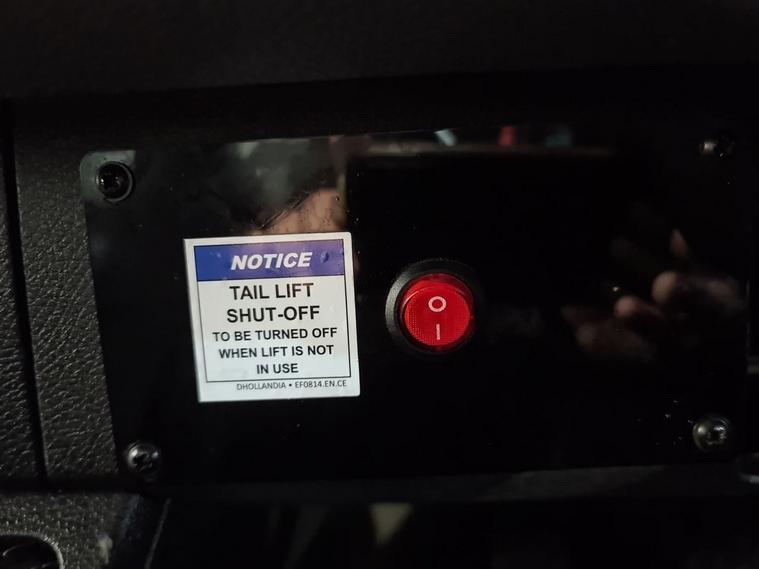 NOTICE
TAIL LIFT
SHUT-OFF
TO BE TURNED OFF
WHEN LIFT IS NOT
IN USE
DHOLLANDIA • EF0814.EN.CE
O
I